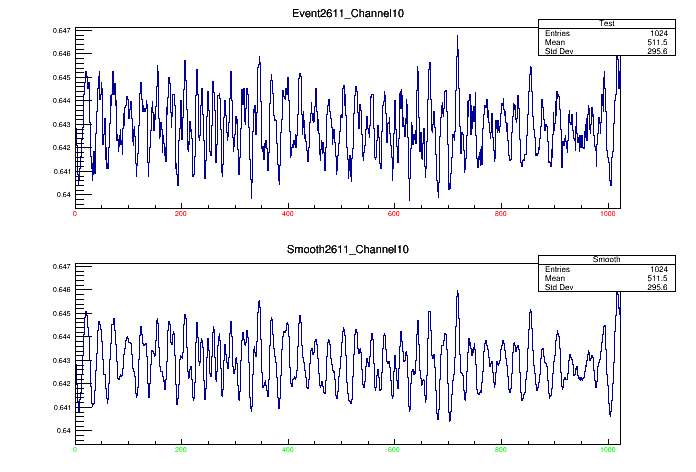 Event2611_Channel10
Test
Entries 1024
Mean 511.5
Std Dev 295.6
0.647
0.646
0.645
0.644
0.643
0.642
0.641
0.64
0 200 400 600 800 1000
Smooth2611_Channel10
Smooth
Entries 1024
Mean 511.5
Std Dev 295.6
0.647
0.646
0.645
0.644
0.643
0.642
0.641
0.64
0 200 400 600 800 1000